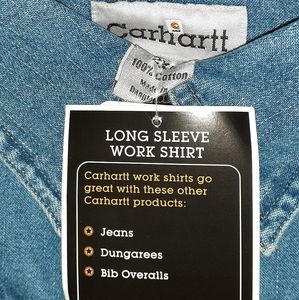 Carhartt
100% Cotton
Made in
LONG SLEEVE
WORK SHIRT
Carhartt work shirts go
great with these other
Carhartt products:
Jeans
Dungarees
Bib Overalls